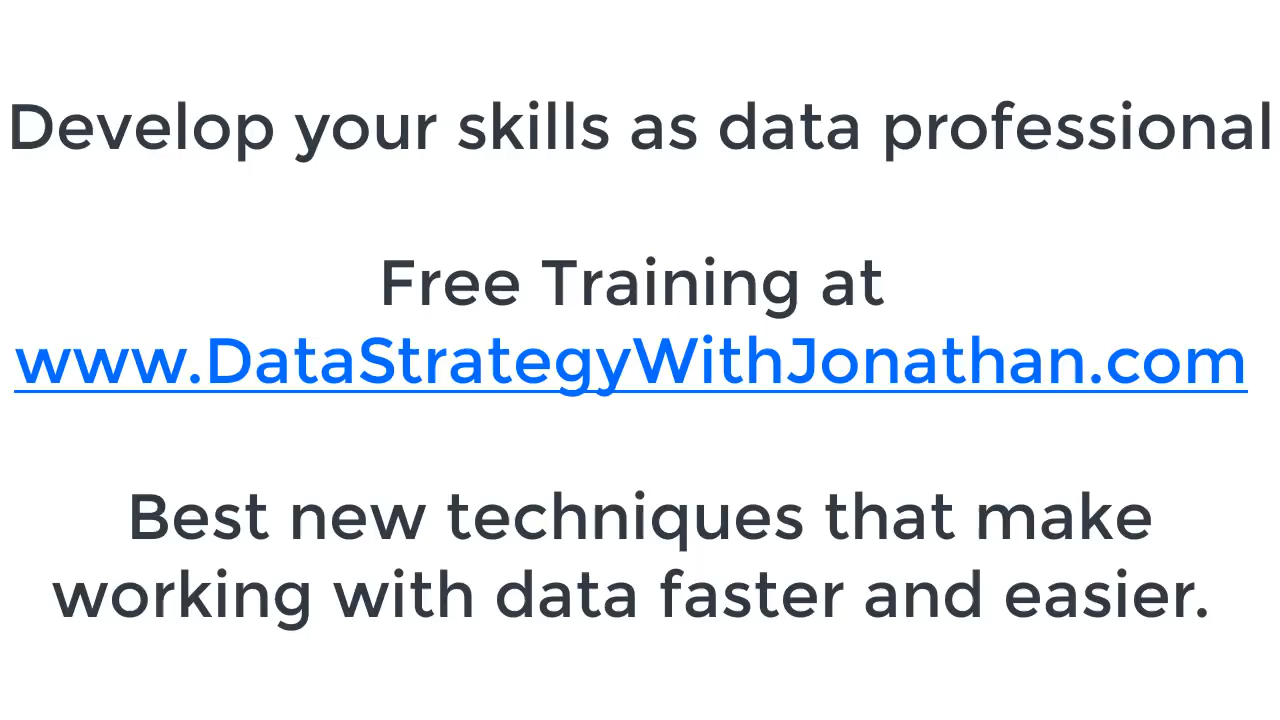 Develop your skills as data professional
Free Training at
www.DataStrategyWithJonathan.com
Best new techniques that make
working with data faster and easier.